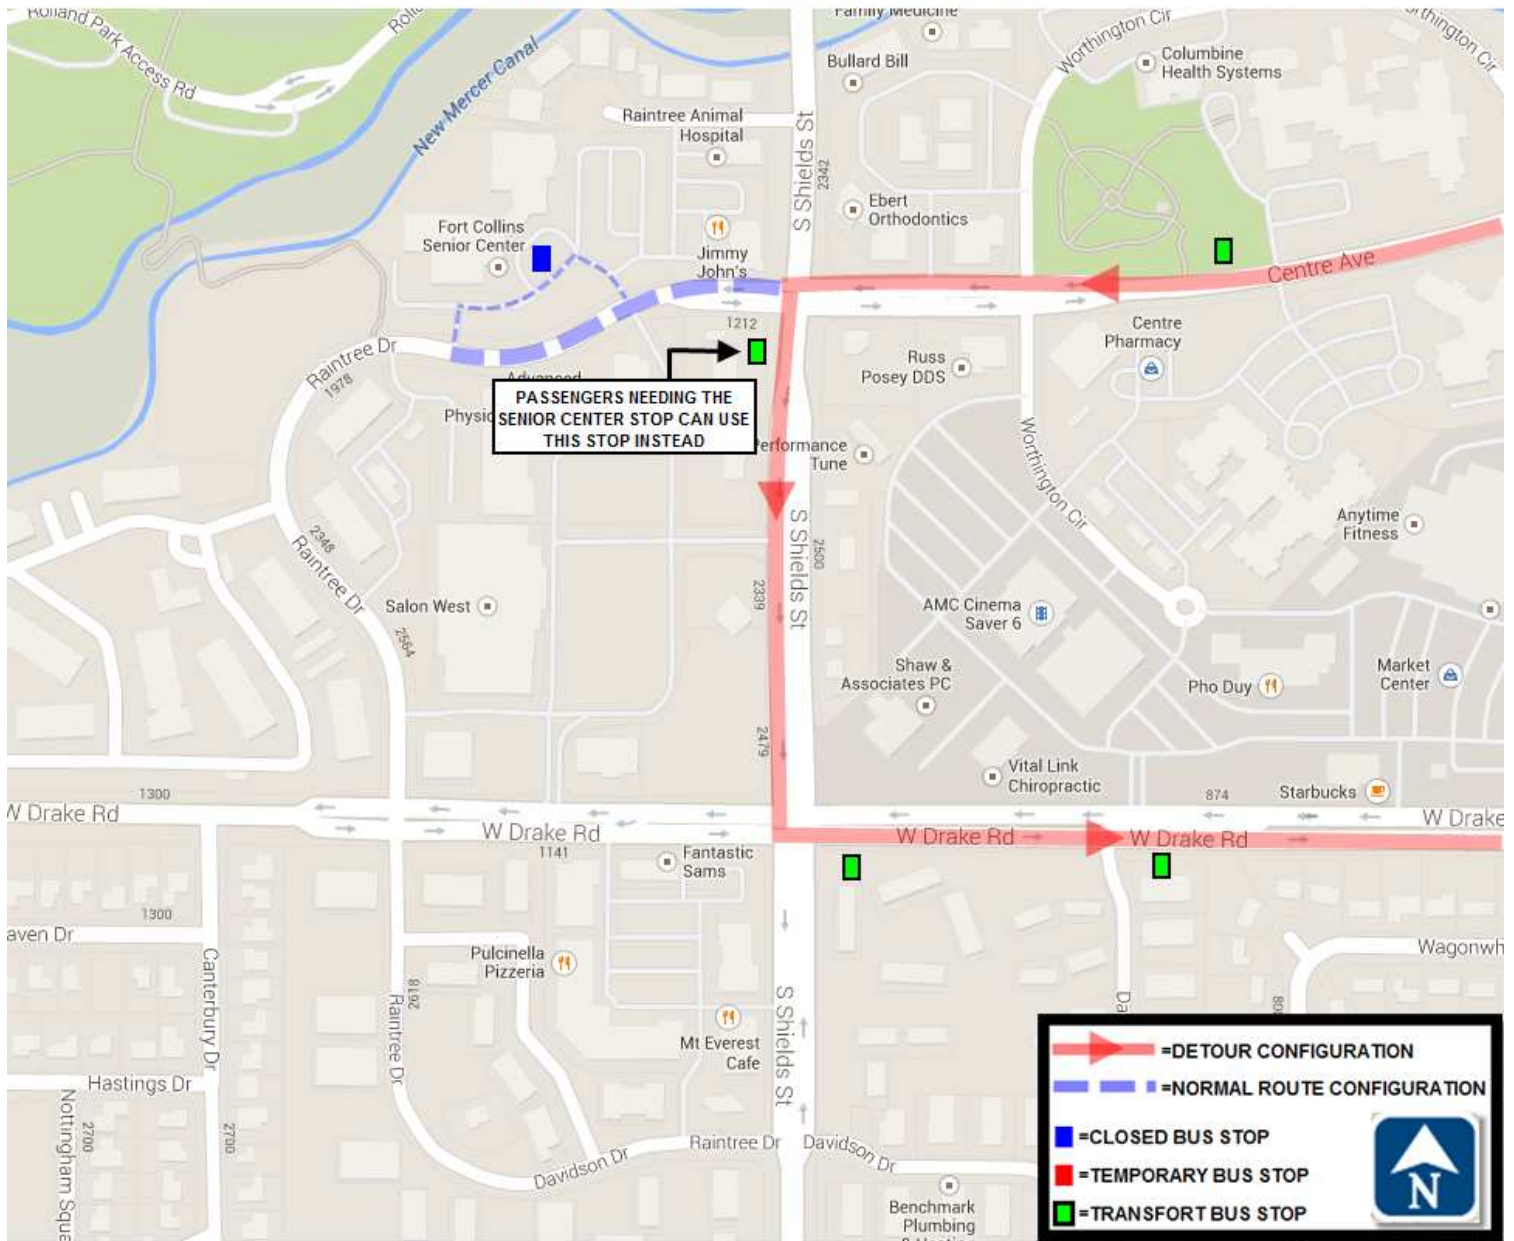 Rolland Park Access Rd
New Mercer Canal
Family Medicine
Bullard Bill
Worthington Cir
Columbine
Health Systems
Raintree Animal
Hospital
S Shields St
2342
Ebert
Orthodontics
Fort Collins
Senior Center
Jimmy
John's
Centre Ave
1212
Centre
Pharmacy
Russ
Posey DDS
Raintree Dr
1978
Advanced
PASSENGERS NEEDING THE
SENIOR CENTER STOP CAN USE
THIS STOP INSTEAD
Physic
Performance
Tune
Worthington Cir
Anytime
Fitness
2346
Raintree Dr
2564
S Shields St
2500
2339
Salon West
AMC Cinema
Saver 6
Shaw &
Associates PC
Pho Duy
Market
Center
2479
Vital Link
Chiropractic
1300
874
Starbucks
W Drake Rd
W Drake Rd
W Drake Rd
W Drake Rd
W Drake
1141
Fantastic
Sams
1300
aven Dr
Canterbury Dr
Pulcinella
Pizzeria
2618
Raintree Dr
Wagonwh
Da
S Shields St
Mt Everest
Cafe
Hastings Dr
Nottingham Squa
2700
2700
Raintree Dr
Davidson Dr
Davidson Dr
Benchmark
Plumbing
=DETOUR CONFIGURATION
=NORMAL ROUTE CONFIGURATION
=CLOSED BUS STOP
=TEMPORARY BUS STOP
=TRANSFORT BUS STOP
N